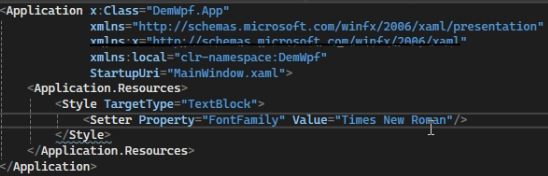 <Application x:Class="DemWpf.App"
xmlns="http://schemas.microsoft.com/winfx/2006/xaml/presentation"
xmlns:x="http://schemas.microsoft.com/winfx/2006/xaml"
xmlns:local="clr-namespace:DemWpf"
StartupUri="MainWindow.xaml">
<Application.Resources>
<Style TargetType="TextBlock">
<Setter Property="FontFamily" Value="Times New Roman"/>
</Style>
</Application.Resources>
</Application>